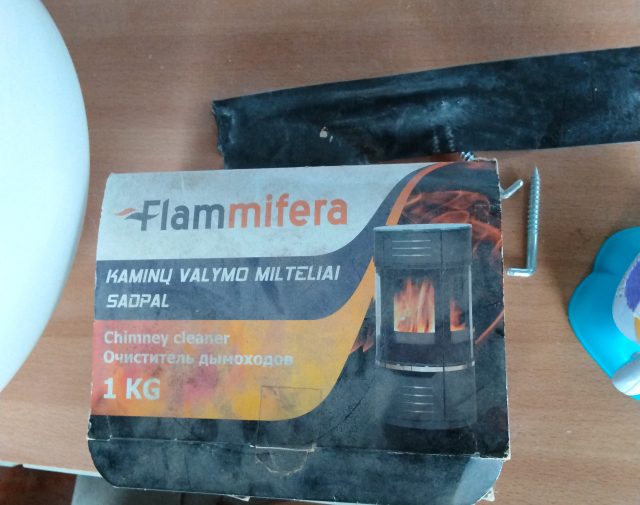 Flammifera
KAMINŲ VALYMO MILTELIAI
SADPAL
Chimney cleaner
Очиститель дымоходов
1 KG